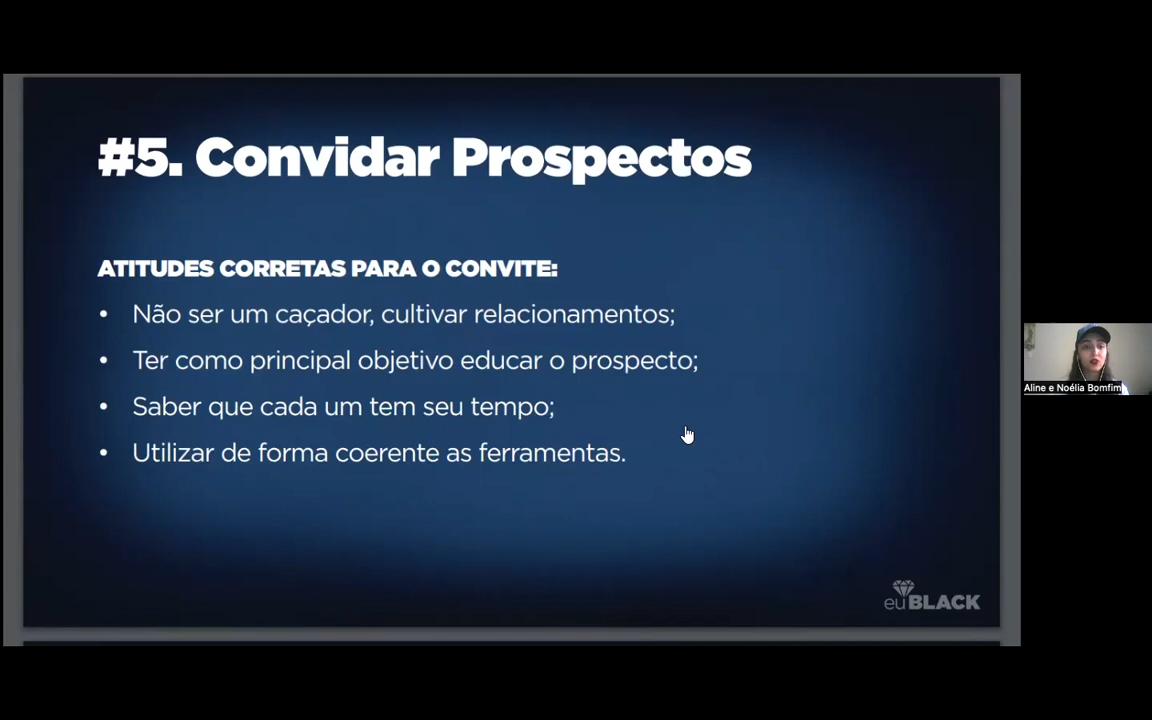 #5. Convidar Prospectos
ATITUDES CORRETAS PARA O CONVITE:
• Não ser um caçador, cultivar relacionamentos;
• Ter como principal objetivo educar o prospecto;
• Saber que cada um tem seu tempo;
• Utilizar de forma coerente as ferramentas.
Aline e Noélia Bomfim
euBLACK